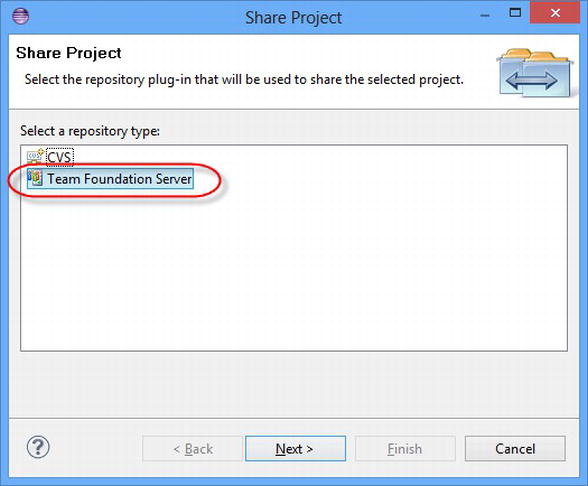 Share Project
Share Project
Select the repository plug-in that will be used to share the selected project.
Select a repository type:
CVS
Team Foundation Server
?
< Back
Next >
Finish
Cancel